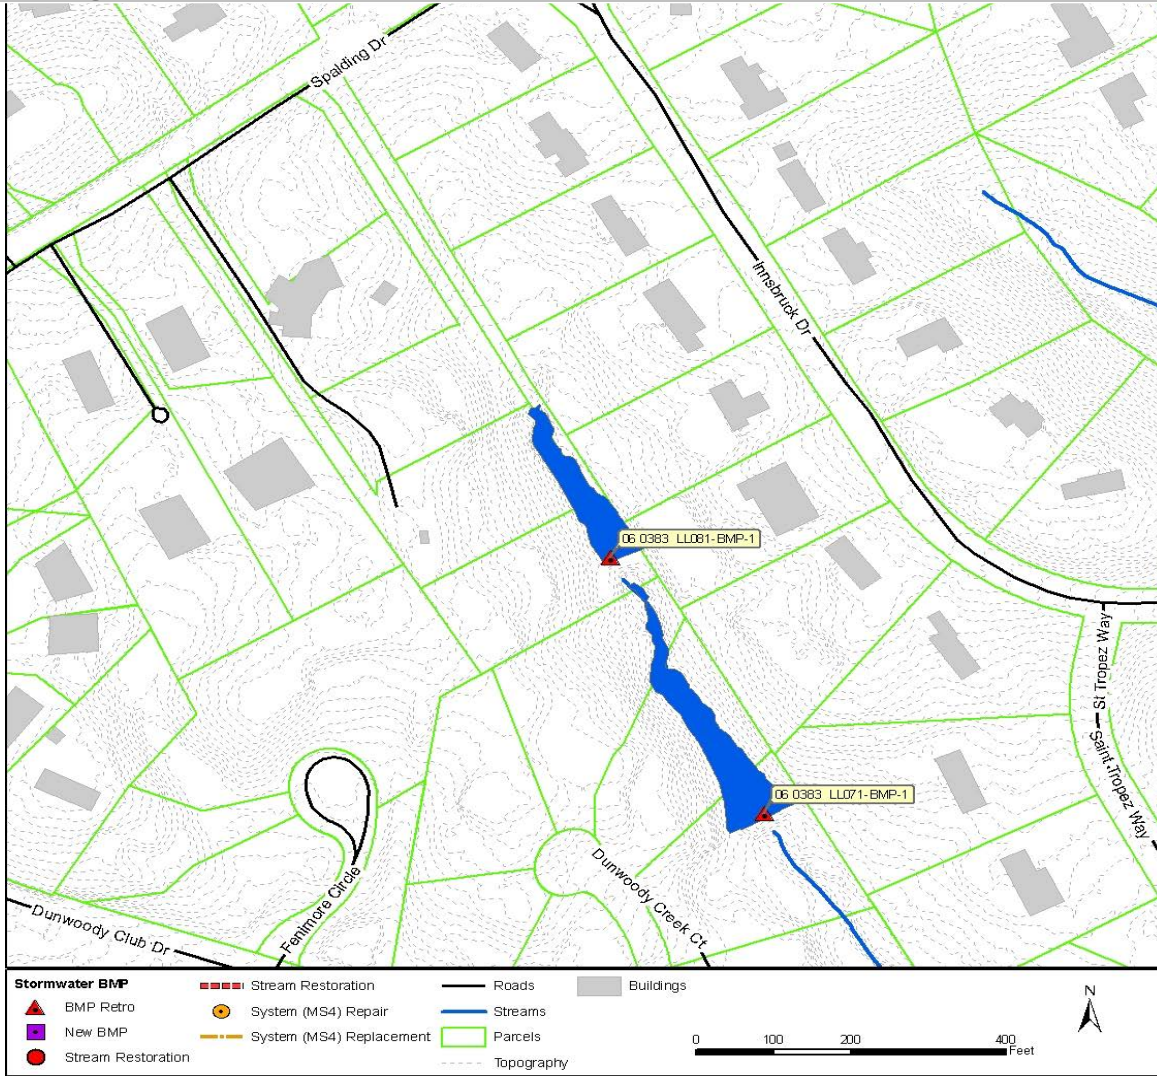 Spalding Dr
Innsbruck Dr
06 0383 LL081-BMP-1
St Tropez Way
Saint Tropez Way
06 0383 LL071-BMP-1
Dunwoody Creek Ct
Fenimore Circle
Dunwoody Club Dr
Stormwater BMP
BMP Retro
New BMP
Stream Restoration
Stream Restoration
System (MS4) Repair
System (MS4) Replacement
Roads
Streams
Parcels
Topography
Buildings
N
0 100 200 400
Feet